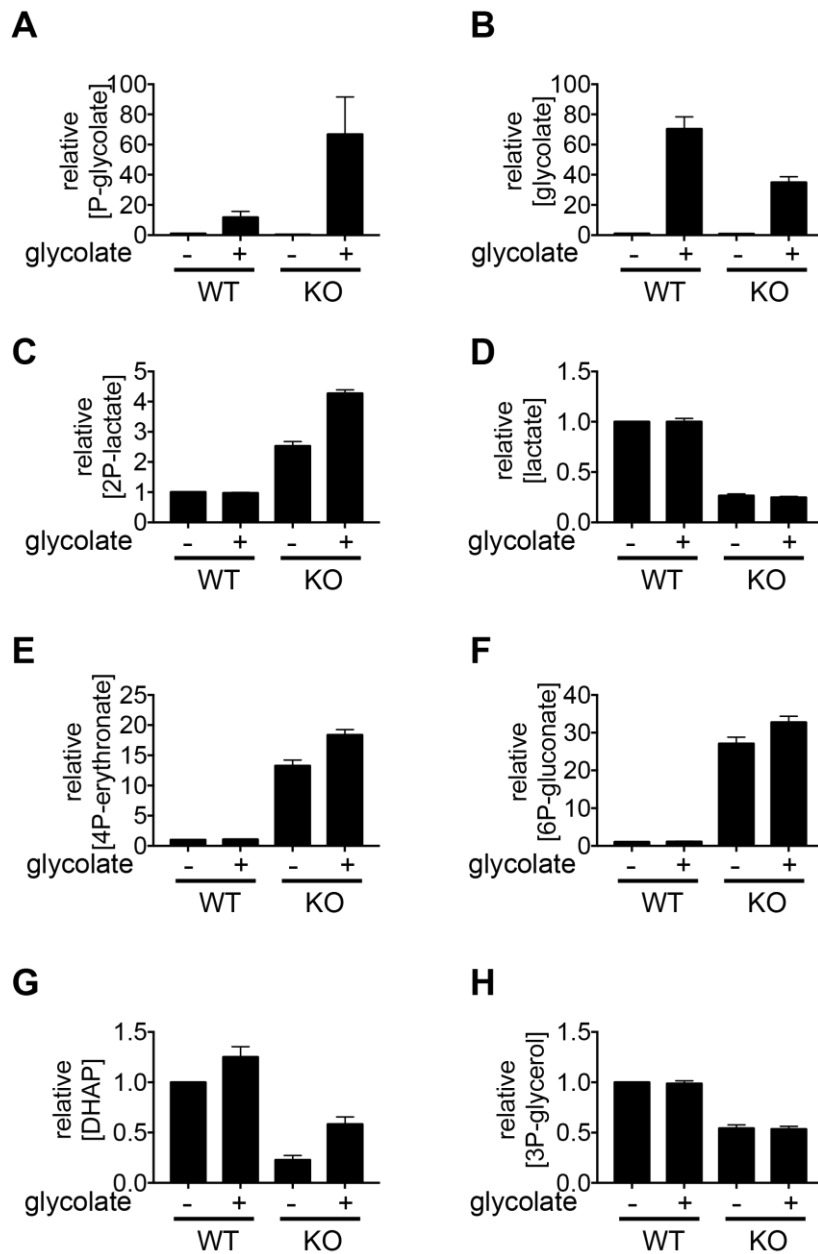 A
relative
[P-glycolate]
100
80
60
40
20
0
glycolate - + - +
WT KO
B
relative
[glycolate]
100
80
60
40
20
0
- + - +
WT KO
C
relative
[2P-lactate]
5
4
3
2
1
0
glycolate - + - +
WT KO
D
relative
[lactate]
1.5
1.0
0.5
0.0
glycolate - + - +
WT KO
E
relative
[4P-erythronate]
25
20
15
10
5
0
glycolate - + - +
WT KO
F
relative
[6P-gluconate]
40
30
20
10
0
glycolate - + - +
WT KO
G
relative
[DHAP]
1.5
1.0
0.5
0.0
glycolate - + - +
WT KO
H
relative
[3P-glycerol]
1.5
1.0
0.5
0.0
glycolate - + - +
WT KO